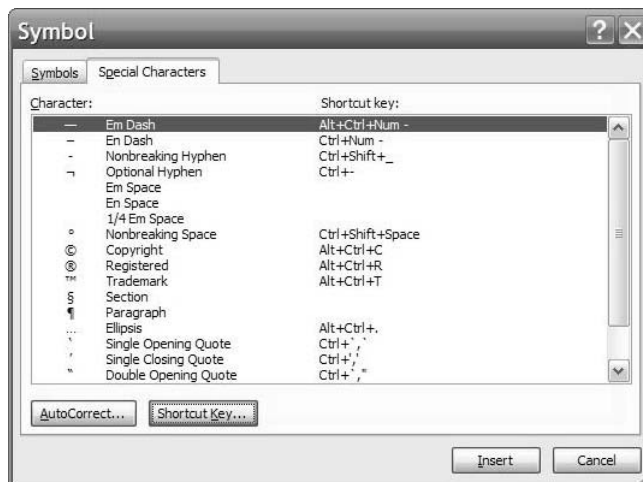 Symbol
Symbols Special Characters
Character: Shortcut key:
— Em Dash Alt+Ctrl+Num -
– En Dash Ctrl+Num -
- Nonbreaking Hyphen Ctrl+Shift+_
¬ Optional Hyphen Ctrl+-
Em Space
En Space
1/4 Em Space
° Nonbreaking Space Ctrl+Shift+Space
© Copyright Alt+Ctrl+C
® Registered Alt+Ctrl+R
™ Trademark Alt+Ctrl+T
§ Section
¶ Paragraph
... Ellipsis Alt+Ctrl+.
‘ Single Opening Quote Ctrl+`,`
’ Single Closing Quote Ctrl+','
“ Double Opening Quote Ctrl+`,"
AutoCorrect... Shortcut Key...
Insert Cancel